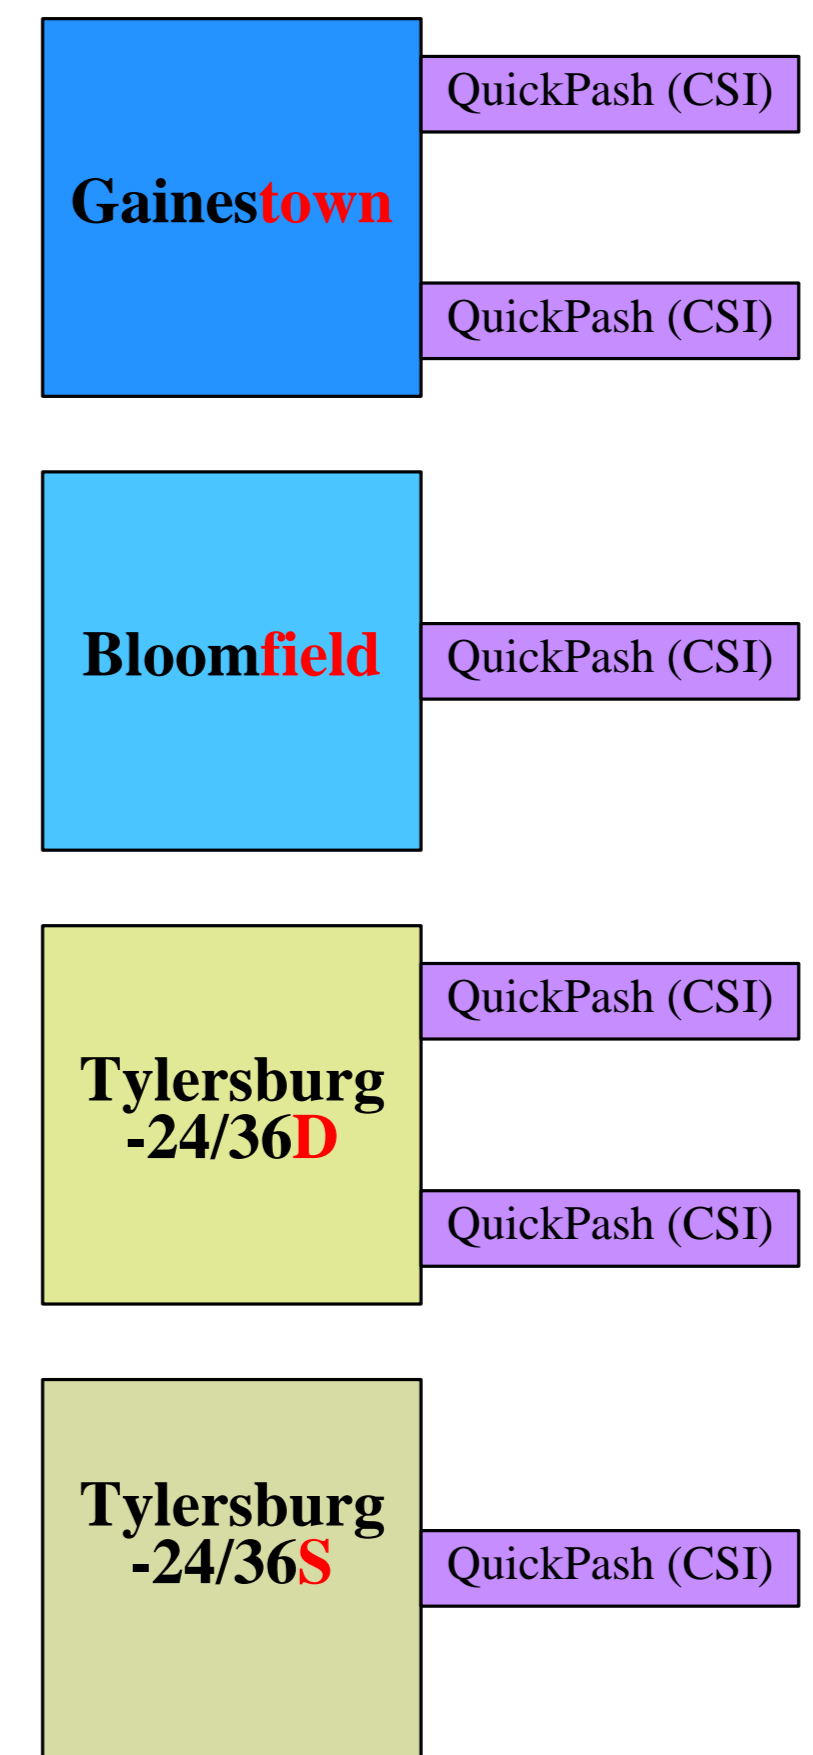 Gainestown
QuickPash (CSI)
QuickPash (CSI)
Bloomfield
QuickPash (CSI)
Tylersburg
-24/36D
QuickPash (CSI)
QuickPash (CSI)
Tylersburg
-24/36S
QuickPash (CSI)